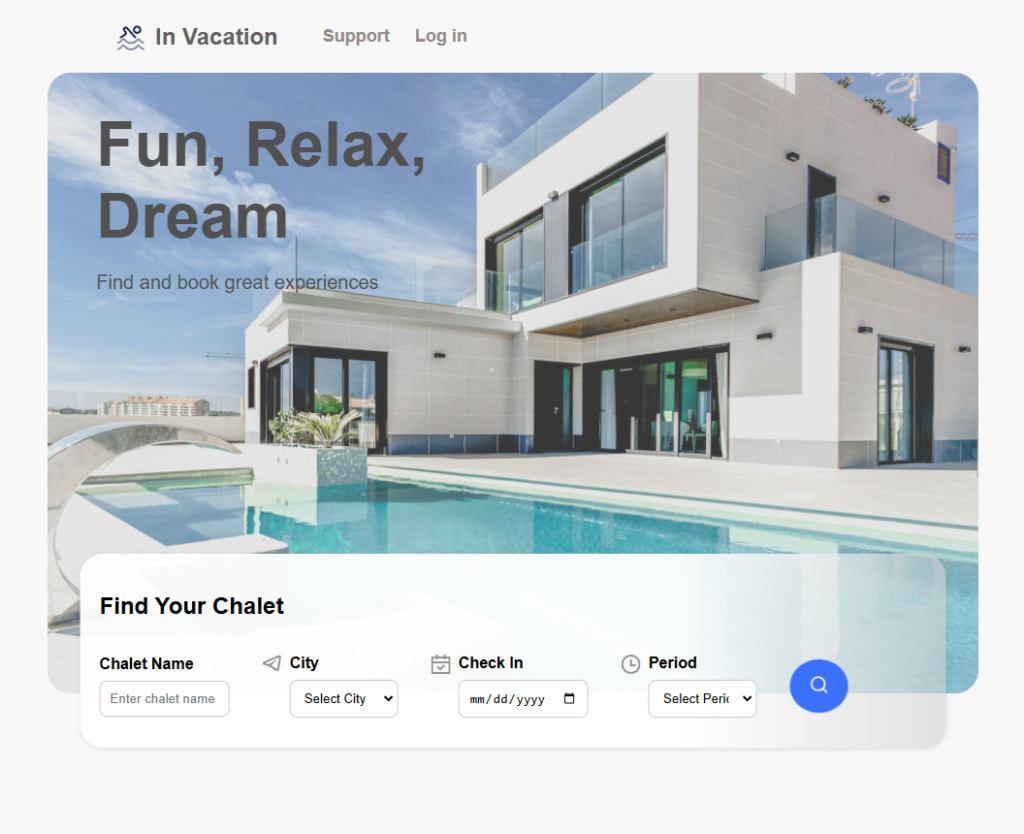 In Vacation
Support
Log in
Fun, Relax,
Dream
Find and book great experiences
Find Your Chalet
Chalet Name
City
Check In
Period
Enter chalet name
Select City
mm/dd/yyyy
Select Peri